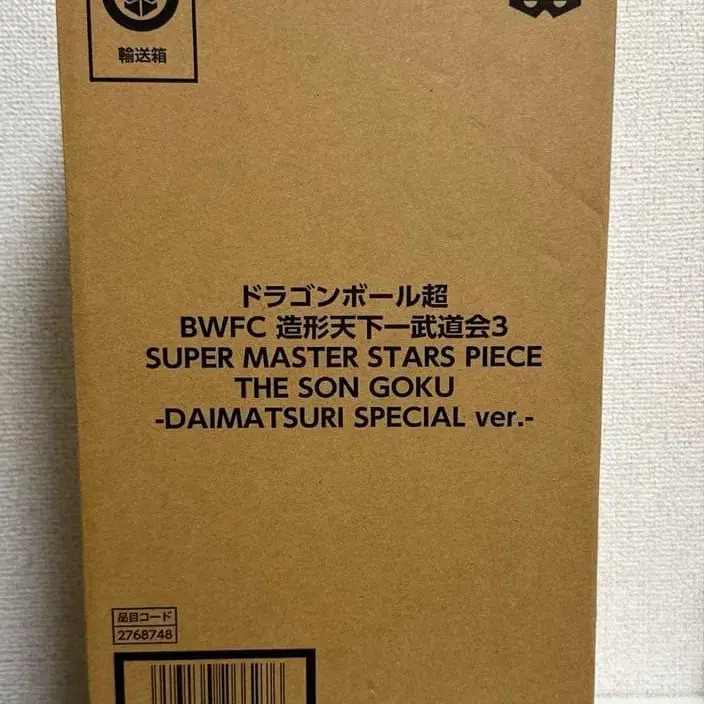 輸送箱
ドラゴンボール超
BWFC 造形天下一武道会3
SUPER MASTER STARS PIECE
THE SON GOKU
-DAIMATSURI SPECIAL ver.-
品目コード
2768748